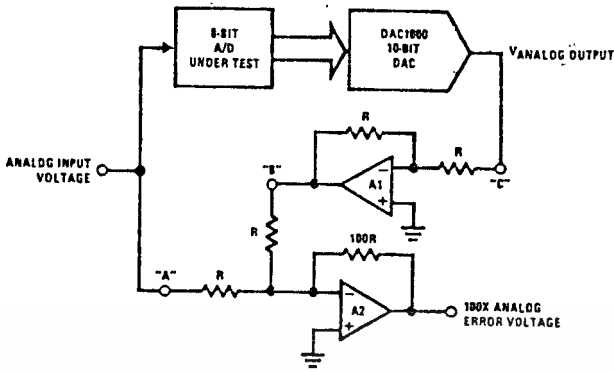 8-BIT
A/D
UNDER TEST
DAC1000
10-BIT
DAC
VANALOG OUTPUT
R
R
ANALOG INPUT
VOLTAGE
"B"
A1
-
+
"C"
R
100R
"A"
R
-
A2
+
100X ANALOG
ERROR VOLTAGE